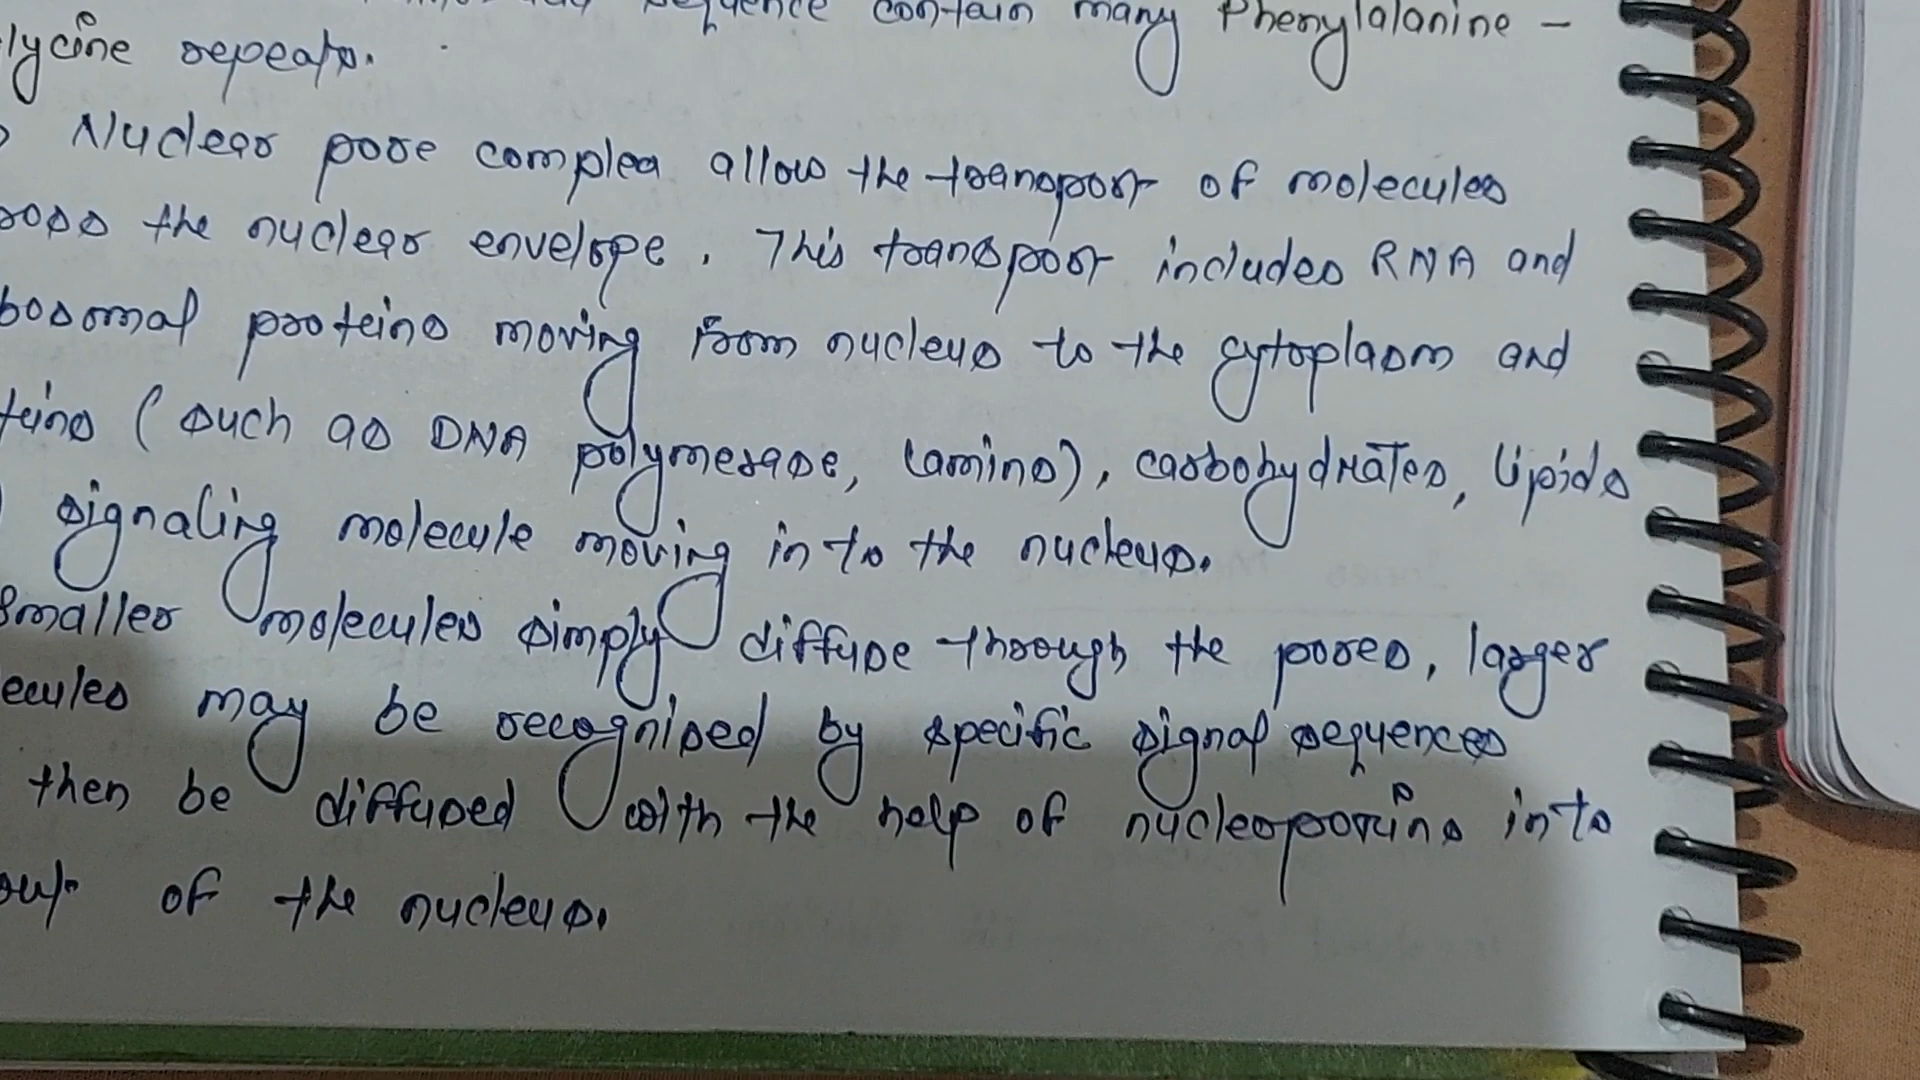 sequence contain many Phenylalanine -
lycine repeats.
Nuclear pore complex allow the transport of molecules
ross the nuclear envelope. This transport includes RNA and
bosomal proteins moving from nucleus to the cytoplasm and
teins (such as DNA polymerase, lamins), carbohydrates, lipids
signaling molecule moving in to the nucleus.
Smaller molecules simply diffuse through the pores, larger
ecules may be recognised by specific signal sequences
then be diffused with the help of nucleoporins into
out of the nucleus.